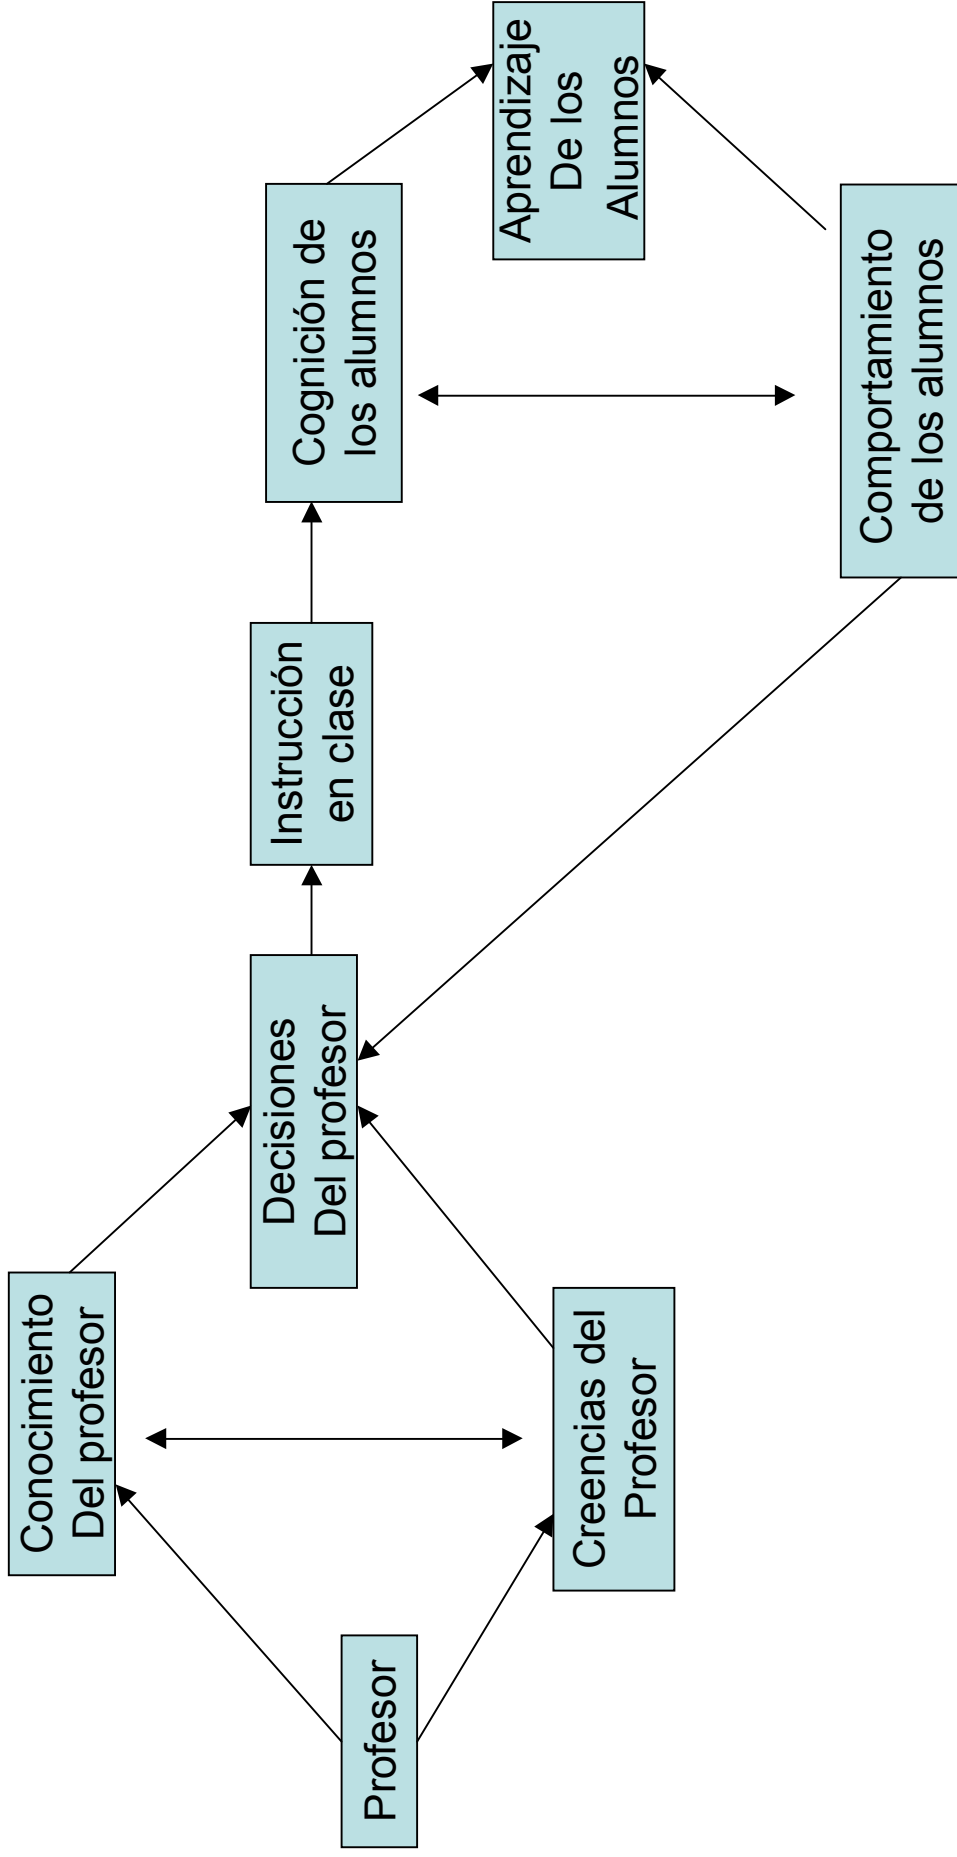 Profesor
Conocimiento
Del profesor
Creencias del
Profesor
Decisiones
Del profesor
Instrucción
en clase
Cognición de
los alumnos
Comportamiento
de los alumnos
Aprendizaje
De los
Alumnos